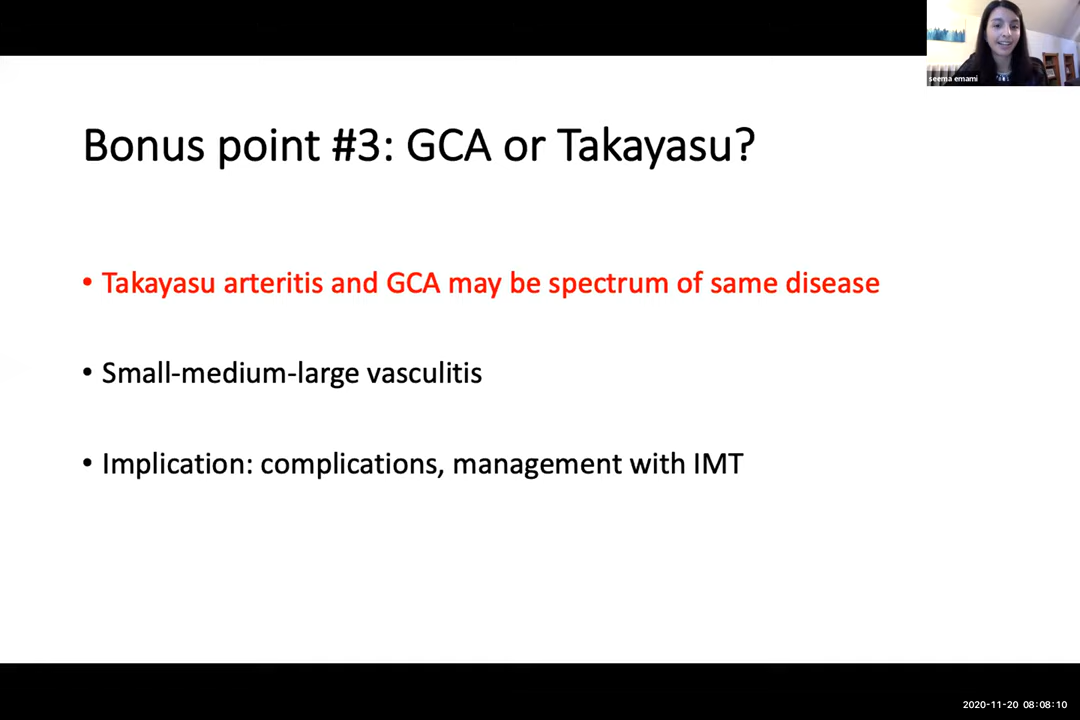 seema emami
Bonus point #3: GCA or Takayasu?
• Takayasu arteritis and GCA may be spectrum of same disease
• Small-medium-large vasculitis
• Implication: complications, management with IMT
2020-11-20 08:08:10